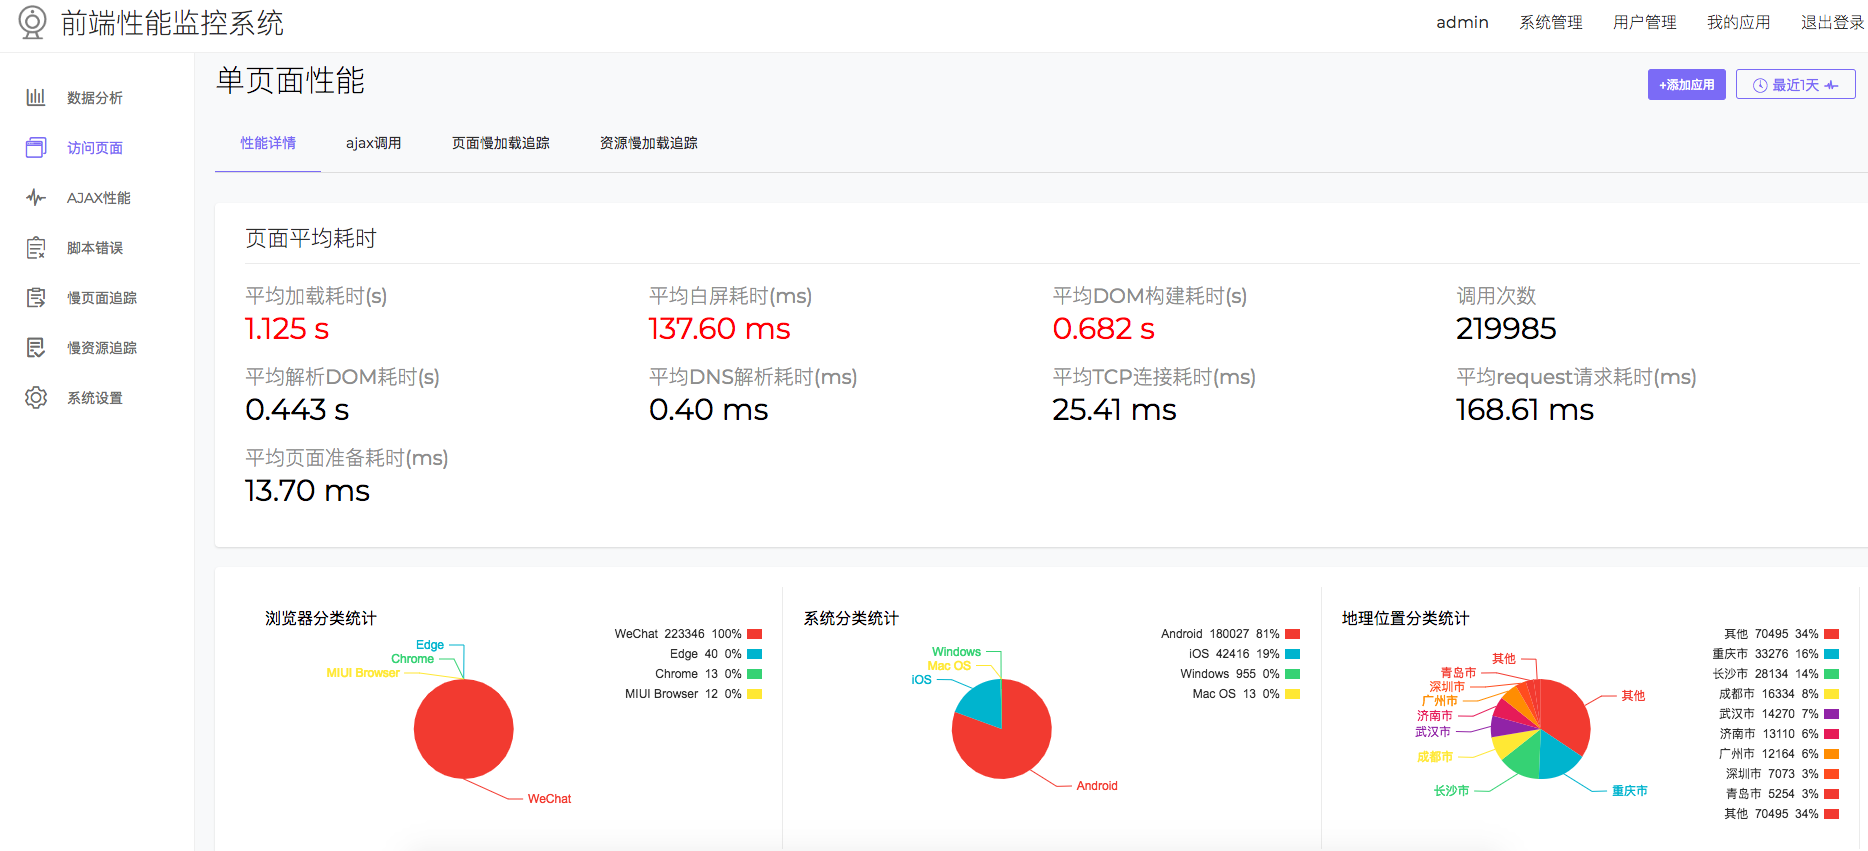 前端性能监控系统
admin 系统管理 用户管理 我的应用 退出登录
数据分析
访问页面
AJAX性能
脚本错误
慢页面追踪
慢资源追踪
系统设置
单页面性能
+添加应用 最近1天
性能详情 ajax调用 页面慢加载追踪 资源慢加载追踪
页面平均耗时
平均加载耗时(s) 平均白屏耗时(ms) 平均DOM构建耗时(s) 调用次数
1.125 s 137.60 ms 0.682 s 219985
平均解析DOM耗时(s) 平均DNS解析耗时(ms) 平均TCP连接耗时(ms) 平均request请求耗时(ms)
0.443 s 0.40 ms 25.41 ms 168.61 ms
平均页面准备耗时(ms)
13.70 ms
浏览器分类统计
Edge
Chrome
MIUI Browser
WeChat
WeChat 223346 100%
Edge 40 0%
Chrome 13 0%
MIUI Browser 12 0%
系统分类统计
Windows
Mac OS
iOS
Android
Android 180027 81%
iOS 42416 19%
Windows 955 0%
Mac OS 13 0%
地理位置分类统计
其他
青岛市
深圳市
广州市
济南市
武汉市
成都市
长沙市
其他
重庆市
其他 70495 34%
重庆市 33276 16%
长沙市 28134 14%
成都市 16334 8%
武汉市 14270 7%
济南市 13110 6%
广州市 12164 6%
深圳市 7073 3%
青岛市 5254 3%
其他 70495 34%